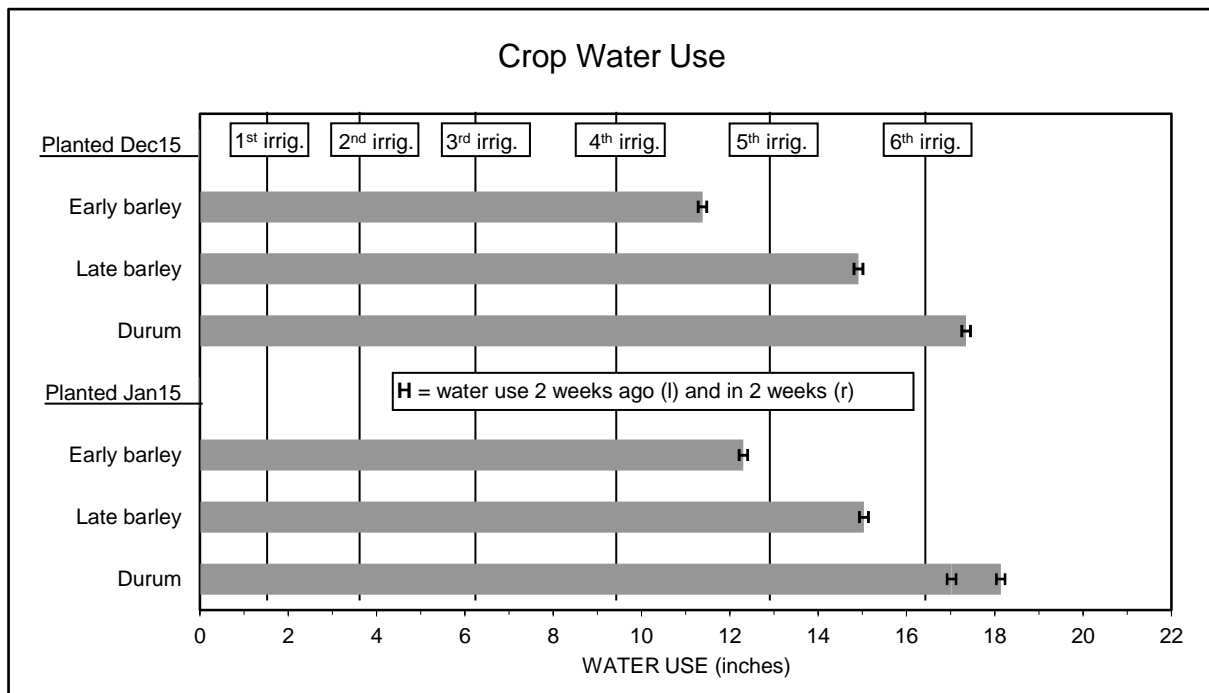 Crop Water Use
Planted Dec15
1st irrig. 2nd irrig. 3rd irrig. 4th irrig. 5th irrig. 6th irrig.
Early barley
Late barley
Durum
Planted Jan15
H = water use 2 weeks ago (l) and in 2 weeks (r)
Early barley
Late barley
Durum
0 2 4 6 8 10 12 14 16 18 20 22
WATER USE (inches)